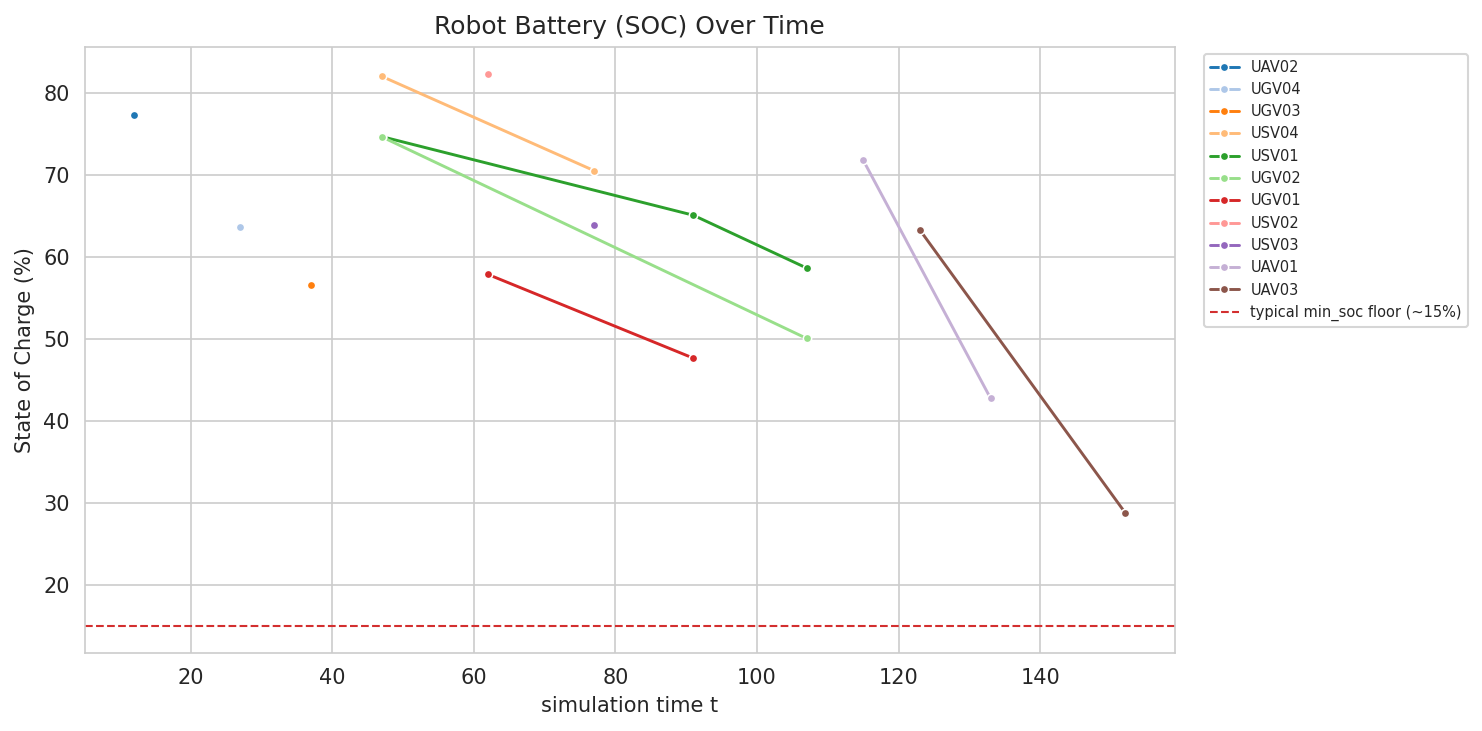 Robot Battery (SOC) Over Time
State of Charge (%)
80
70
60
50
40
30
20
20 40 60 80 100 120 140
simulation time t
UAV02
UGV04
UGV03
USV04
USV01
UGV02
UGV01
USV02
USV03
UAV01
UAV03
typical min_soc floor (~15%)